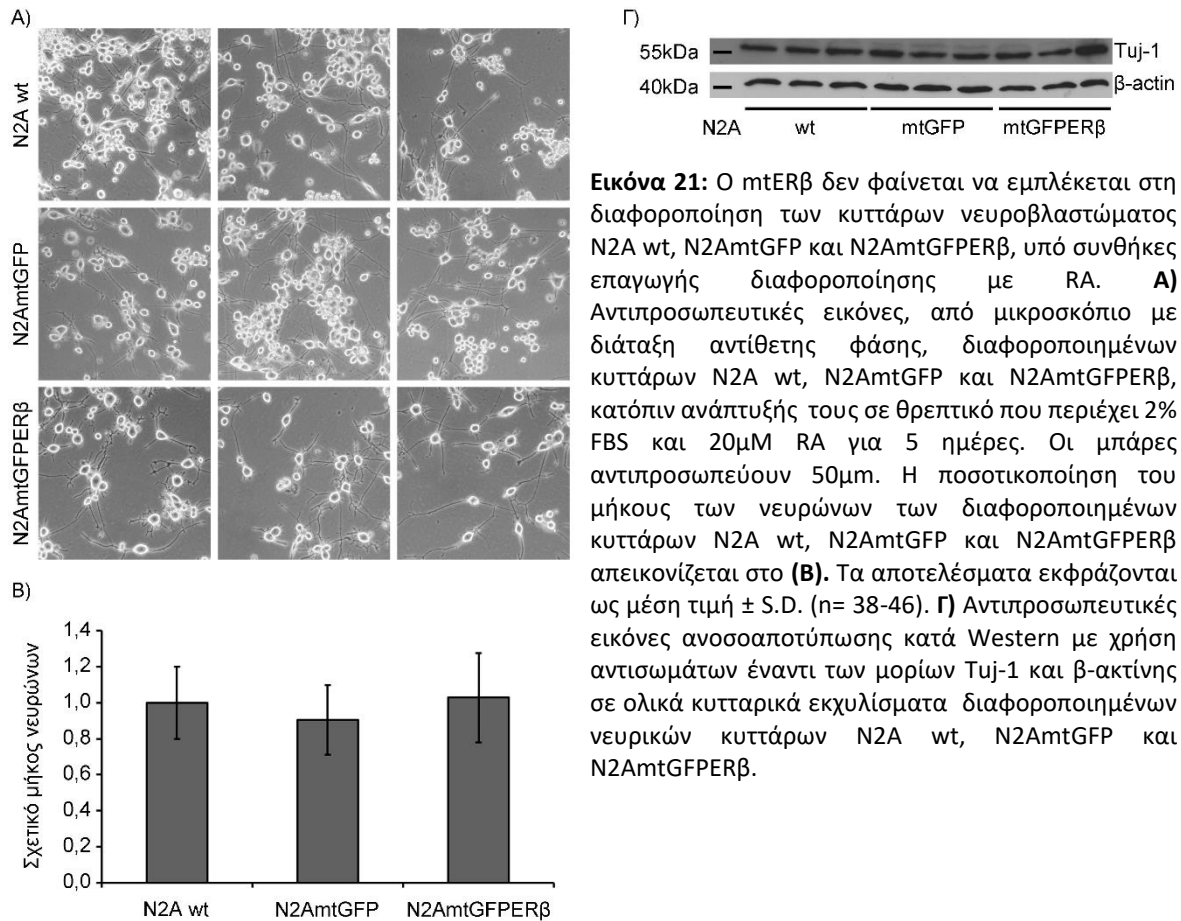 Α)
N2A wt
N2AmtGFP
N2AmtGFPERβ
Β)
Σχετικό μήκος νευρώνων
1,4
1,2
1,0
0,8
0,6
0,4
0,2
0,0
N2A wt
N2AmtGFP
N2AmtGFPERβ
Γ)
55kDa
Tuj-1
40kDa
β-actin
N2A
wt
mtGFP
mtGFPERβ
Εικόνα 21: Ο mtERβ δεν φαίνεται να εμπλέκεται στη
διαφοροποίηση των κυττάρων νευροβλαστώματος
N2A wt, N2AmtGFP και N2AmtGFPERβ, υπό συνθήκες
επαγωγής διαφοροποίησης με RA. Α)
Αντιπροσωπευτικές εικόνες, από μικροσκόπιο με
διάταξη αντίθετης φάσης, διαφοροποιημένων
κυττάρων N2A wt, N2AmtGFP και N2AmtGFPERβ,
κατόπιν ανάπτυξής τους σε θρεπτικό που περιέχει 2%
FBS και 20μΜ RA για 5 ημέρες. Οι μπάρες
αντιπροσωπεύουν 50μm. Η ποσοτικοποίηση του
μήκους των νευρώνων των διαφοροποιημένων
κυττάρων N2A wt, N2AmtGFP και N2AmtGFPERβ
απεικονίζεται στο (Β). Τα αποτελέσματα εκφράζονται
ως μέση τιμή ± S.D. (n= 38-46). Γ) Αντιπροσωπευτικές
εικόνες ανοσοαποτύπωσης κατά Western με χρήση
αντισωμάτων έναντι των μορίων Tuj-1 και β-ακτίνης
σε ολικά κυτταρικά εκχυλίσματα διαφοροποιημένων
νευρικών κυττάρων N2A wt, N2AmtGFP και
N2AmtGFPERβ.